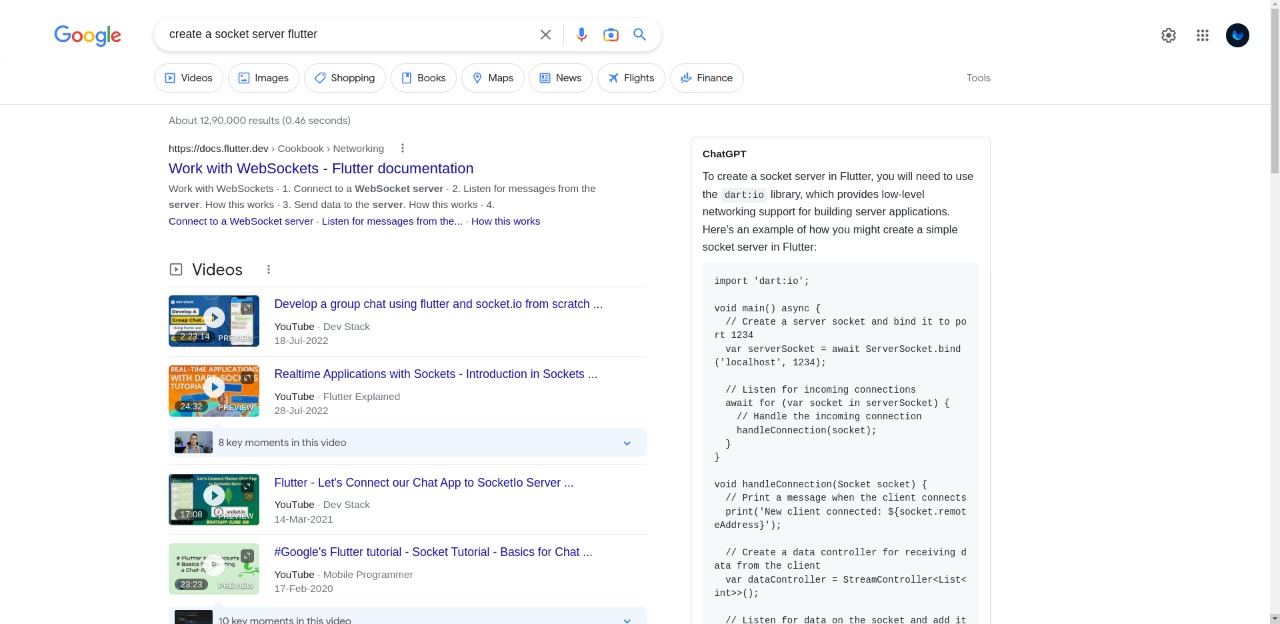 Google
create a socket server flutter
Videos
Images
Shopping
Books
Maps
News
Flights
Finance
Tools
About 12,90,000 results (0.46 seconds)
https://docs.flutter.dev › Cookbook › Networking
Work with WebSockets - Flutter documentation
Work with WebSockets · 1. Connect to a WebSocket server · 2. Listen for messages from the
server. How this works · 3. Send data to the server. How this works · 4.
Connect to a WebSocket server · Listen for messages from the... · How this works
Videos
2:23:14
PREVIEW
Develop a group chat using flutter and socket.io from scratch ...
YouTube · Dev Stack
18-Jul-2022
REAL-TIME APPLICATIONS
WITH DART SOCKETS
TUTORIAL
24:32
PREVIEW
Realtime Applications with Sockets - Introduction in Sockets ...
YouTube · Flutter Explained
28-Jul-2022
8 key moments in this video
17:08
PREVIEW
Flutter - Let's Connect our Chat App to SocketIo Server ...
YouTube · Dev Stack
14-Mar-2021
23:23
PREVIEW
#Google's Flutter tutorial - Socket Tutorial - Basics for Chat ...
YouTube · Mobile Programmer
17-Feb-2020
10 key moments in this video
ChatGPT
To create a socket server in Flutter, you will need to use
the dart:io library, which provides low-level
networking support for building server applications.
Here's an example of how you might create a simple
socket server in Flutter:
import 'dart:io';
void main() async {
// Create a server socket and bind it to po
rt 1234
var serverSocket = await ServerSocket.bind
('localhost', 1234);
// Listen for incoming connections
await for (var socket in serverSocket) {
// Handle the incoming connection
handleConnection(socket);
}
}
void handleConnection(Socket socket) {
// Print a message when the client connects
print('New client connected: ${socket.remot
eAddress}');
// Create a data controller for receiving d
ata from the client
var dataController = StreamController<List<
int>>();
// Listen for data on the socket and add it